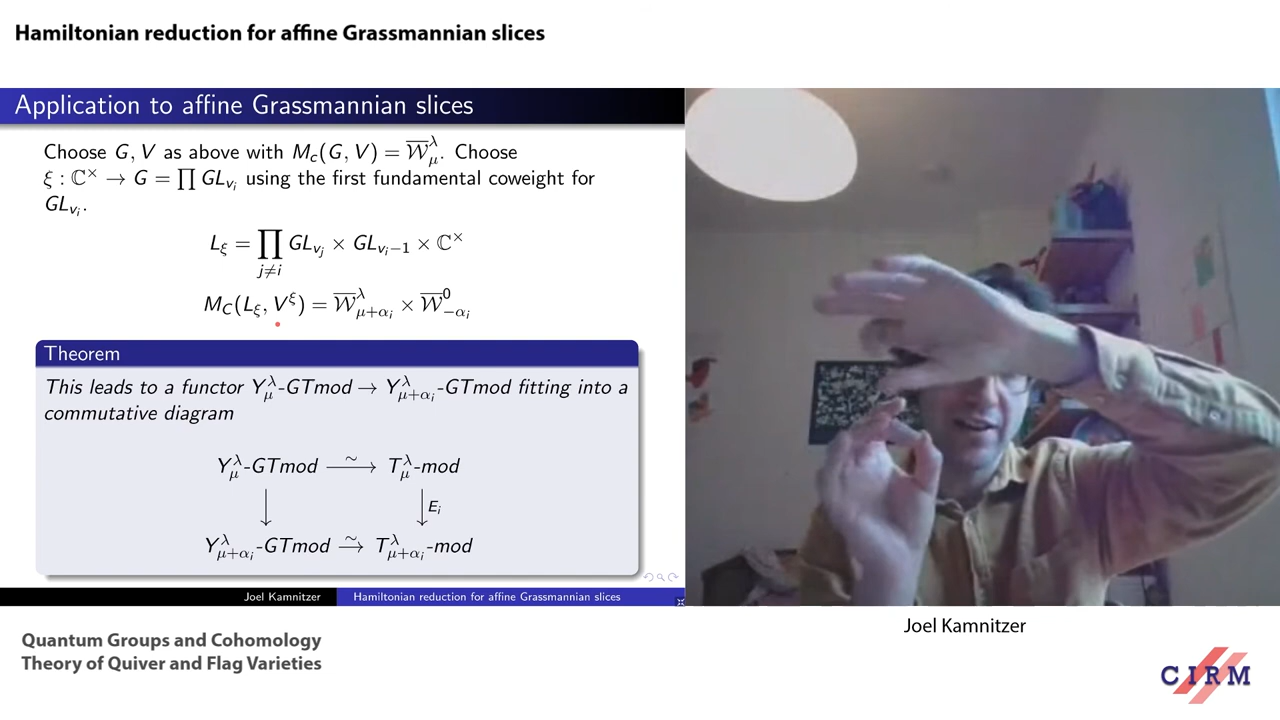 Hamiltonian reduction for affine Grassmannian slices
Application to affine Grassmannian slices
Choose G, V as above with M_c(G, V) = \overline{W}^λ_μ. Choose
ξ : ℂ^× → G = ∏ GL_{v_i} using the first fundamental coweight for
GL_{v_i}.
L_ξ = ∏_{j≠i} GL_{v_j} × GL_{v_i−1} × ℂ^×
M_C(L_ξ, V^ξ) = \overline{W}^λ_{μ+α_i} × \overline{W}^0_{−α_i}
Theorem
This leads to a functor Y^λ_μ-GTmod → Y^λ_{μ+α_i}-GTmod fitting into a
commutative diagram
Y^λ_μ-GTmod ∼→ T^λ_μ-mod
↓ ↓ E_i
Y^λ_{μ+α_i}-GTmod ∼→ T^λ_{μ+α_i}-mod
Joel Kamnitzer Hamiltonian reduction for affine Grassmannian slices
Joel Kamnitzer
Quantum Groups and Cohomology
Theory of Quiver and Flag Varieties
CIRM